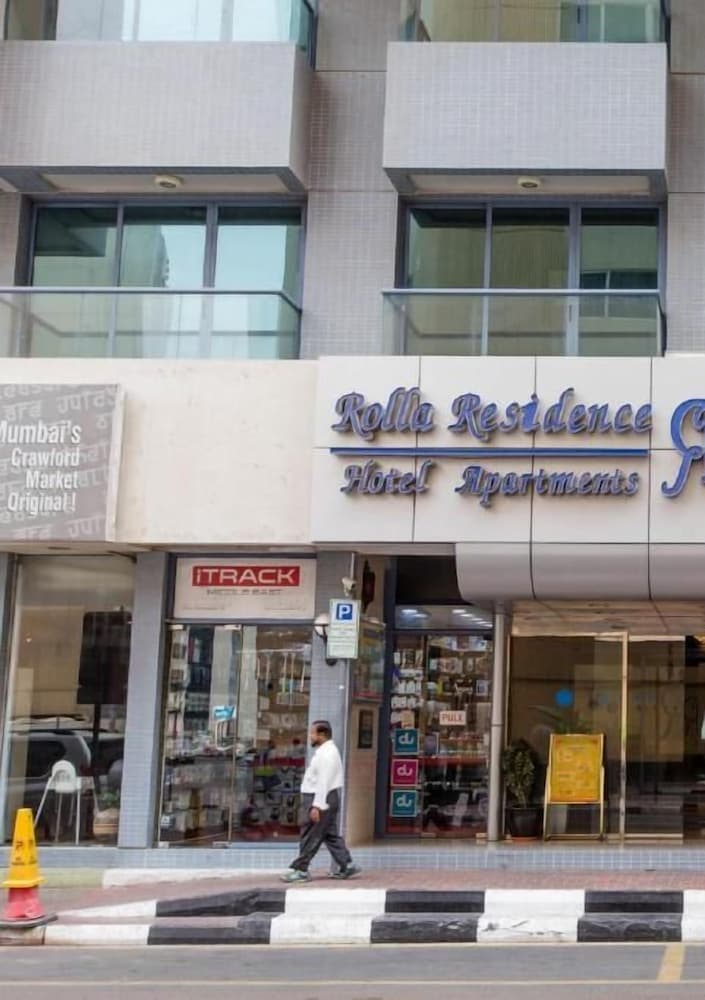 Rolla Residence
Hotel Apartments
Mumbai's
Crawford
Market
Original!
iTRACK
MIDDLE EAST
P
PULL
du
du
du